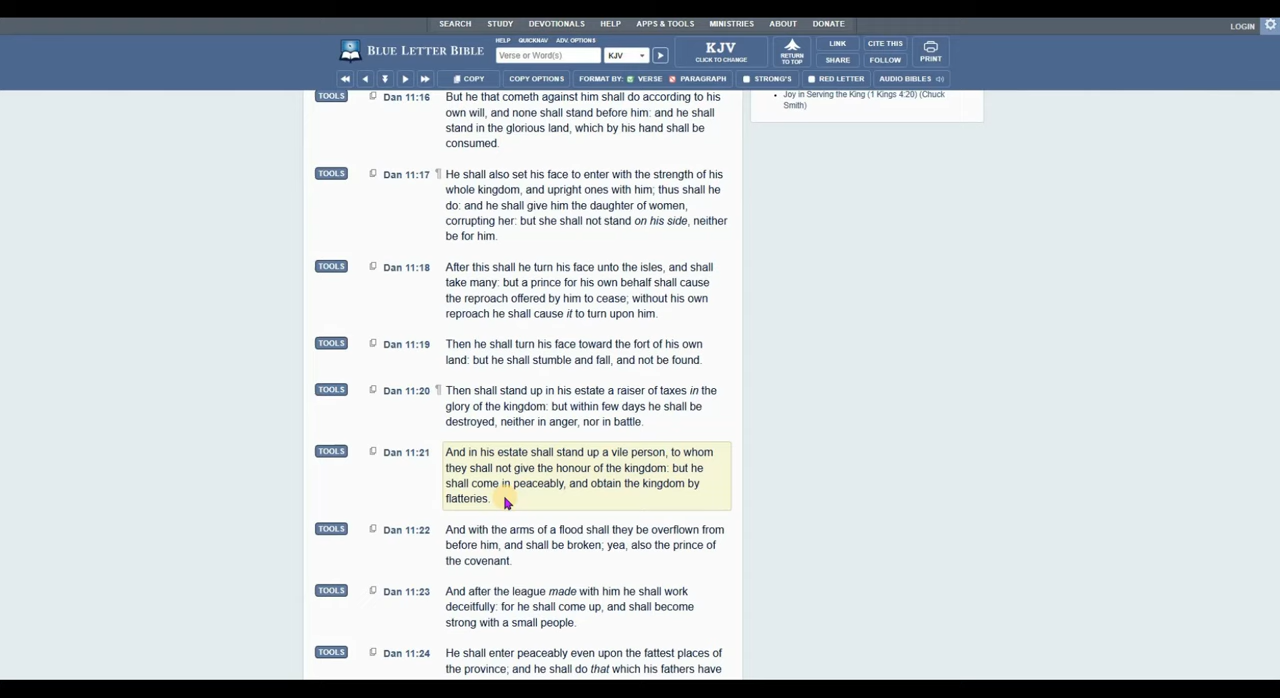 SEARCH STUDY DEVOTIONALS HELP APPS & TOOLS MINISTRIES ABOUT DONATE
LOGIN
BLUE LETTER BIBLE
HELP QUICKNAV ADV. OPTIONS
Verse or Word(s) KJV
KJV
CLICK TO CHANGE
RETURN
TO TOP
LINK CITE THIS
SHARE FOLLOW
PRINT
COPY COPY OPTIONS FORMAT BY: VERSE PARAGRAPH STRONG'S RED LETTER AUDIO BIBLES
Joy in Serving the King (1 Kings 4:20) (Chuck
Smith)
TOOLS Dan 11:16 But he that cometh against him shall do according to his
own will, and none shall stand before him: and he shall
stand in the glorious land, which by his hand shall be
consumed.
TOOLS Dan 11:17 ¶ He shall also set his face to enter with the strength of his
whole kingdom, and upright ones with him; thus shall he
do: and he shall give him the daughter of women,
corrupting her: but she shall not stand on his side, neither
be for him.
TOOLS Dan 11:18 After this shall he turn his face unto the isles, and shall
take many: but a prince for his own behalf shall cause
the reproach offered by him to cease; without his own
reproach he shall cause it to turn upon him.
TOOLS Dan 11:19 Then he shall turn his face toward the fort of his own
land: but he shall stumble and fall, and not be found.
TOOLS Dan 11:20 ¶ Then shall stand up in his estate a raiser of taxes in the
glory of the kingdom: but within few days he shall be
destroyed, neither in anger, nor in battle.
TOOLS Dan 11:21 And in his estate shall stand up a vile person, to whom
they shall not give the honour of the kingdom: but he
shall come in peaceably, and obtain the kingdom by
flatteries.
TOOLS Dan 11:22 And with the arms of a flood shall they be overflown from
before him, and shall be broken; yea, also the prince of
the covenant.
TOOLS Dan 11:23 And after the league made with him he shall work
deceitfully: for he shall come up, and shall become
strong with a small people.
TOOLS Dan 11:24 He shall enter peaceably even upon the fattest places of
the province; and he shall do that which his fathers have